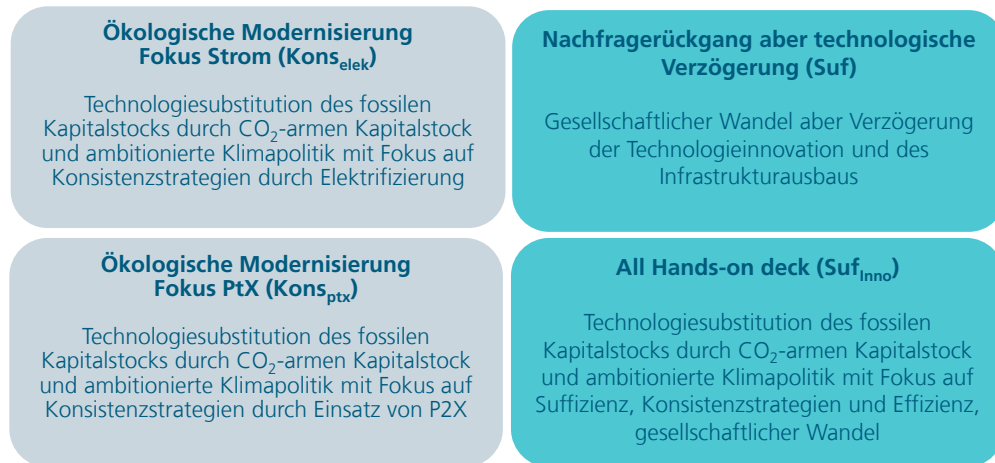 Ökologische Modernisierung
Fokus Strom (Kons_elek)
Technologiesubstitution des fossilen
Kapitalstocks durch CO₂-armen Kapitalstock
und ambitionierte Klimapolitik mit Fokus auf
Konsistenzstrategien durch Elektrifizierung
Nachfragerückgang aber technologische
Verzögerung (Suf)
Gesellschaftlicher Wandel aber Verzögerung
der Technologieinnovation und des
Infrastrukturausbaus
Ökologische Modernisierung
Fokus PtX (Kons_ptx)
Technologiesubstitution des fossilen
Kapitalstocks durch CO₂-armen Kapitalstock
und ambitionierte Klimapolitik mit Fokus auf
Konsistenzstrategien durch Einsatz von P2X
All Hands-on deck (Suf_Inno)
Technologiesubstitution des fossilen
Kapitalstocks durch CO₂-armen Kapitalstock
und ambitionierte Klimapolitik mit Fokus auf
Suffizienz, Konsistenzstrategien und Effizienz,
gesellschaftlicher Wandel